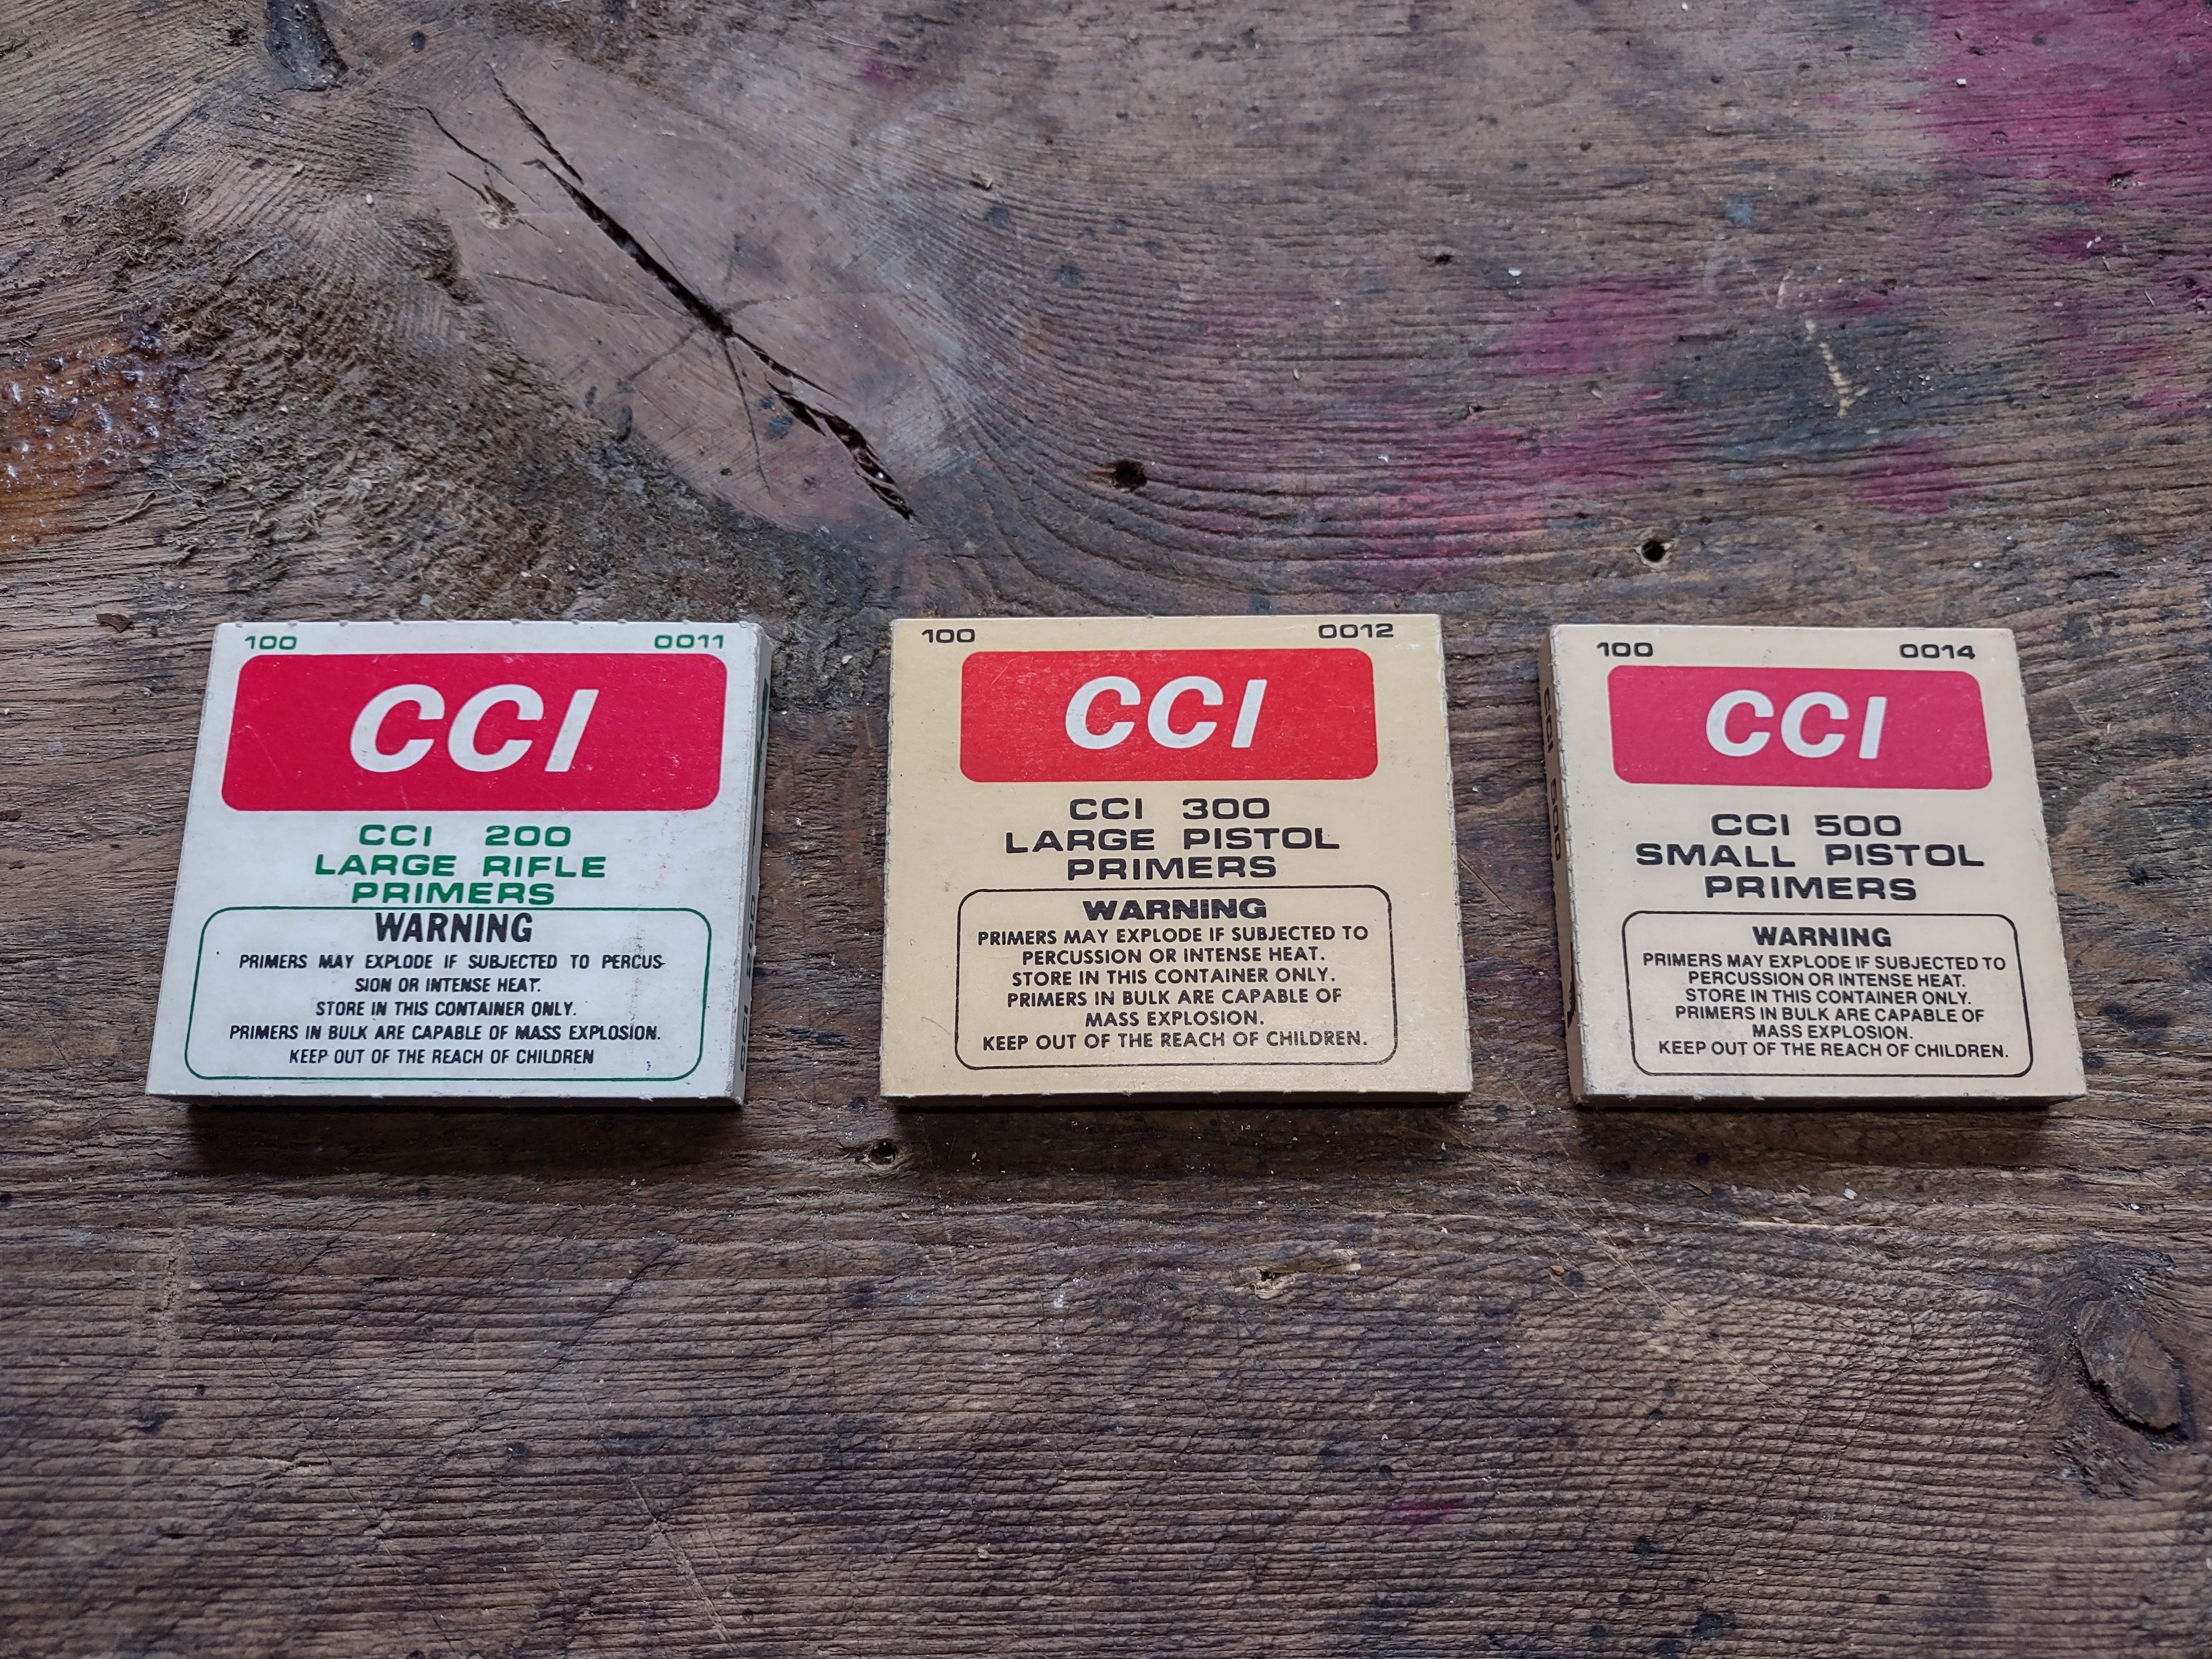 100 0011
CCI
CCI 200
LARGE RIFLE
PRIMERS
WARNING
PRIMERS MAY EXPLODE IF SUBJECTED TO PERCUS-
SION OR INTENSE HEAT.
STORE IN THIS CONTAINER ONLY.
PRIMERS IN BULK ARE CAPABLE OF MASS EXPLOSION.
KEEP OUT OF THE REACH OF CHILDREN
100 0012
CCI
CCI 300
LARGE PISTOL
PRIMERS
WARNING
PRIMERS MAY EXPLODE IF SUBJECTED TO
PERCUSSION OR INTENSE HEAT.
STORE IN THIS CONTAINER ONLY.
PRIMERS IN BULK ARE CAPABLE OF
MASS EXPLOSION.
KEEP OUT OF THE REACH OF CHILDREN.
CCI 500
100 0014
CCI
CCI 500
SMALL PISTOL
PRIMERS
WARNING
PRIMERS MAY EXPLODE IF SUBJECTED TO
PERCUSSION OR INTENSE HEAT.
STORE IN THIS CONTAINER ONLY.
PRIMERS IN BULK ARE CAPABLE OF
MASS EXPLOSION.
KEEP OUT OF THE REACH OF CHILDREN.